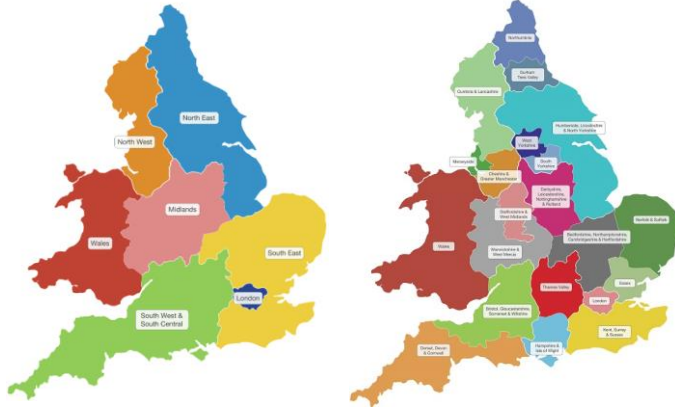 North East
North West
Midlands
Wales
South East
London
South West &
South Central
Northumbria
Durham
Tees Valley
Cumbria & Lancashire
Humberside, Lincolnshire
& North Yorkshire
West
Yorkshire
South
Yorkshire
Merseyside
Cheshire &
Greater Manchester
Derbyshire,
Leicestershire,
Nottinghamshire
& Rutland
Staffordshire &
West Midlands
Norfolk & Suffolk
Wales
Warwickshire &
West Mercia
Bedfordshire, Northamptonshire,
Cambridgeshire & Hertfordshire
Essex
Thames Valley
London
Bristol, Gloucestershire,
Somerset & Wiltshire
Kent, Surrey
& Sussex
Hampshire &
Isle of Wight
Dorset, Devon
& Cornwall